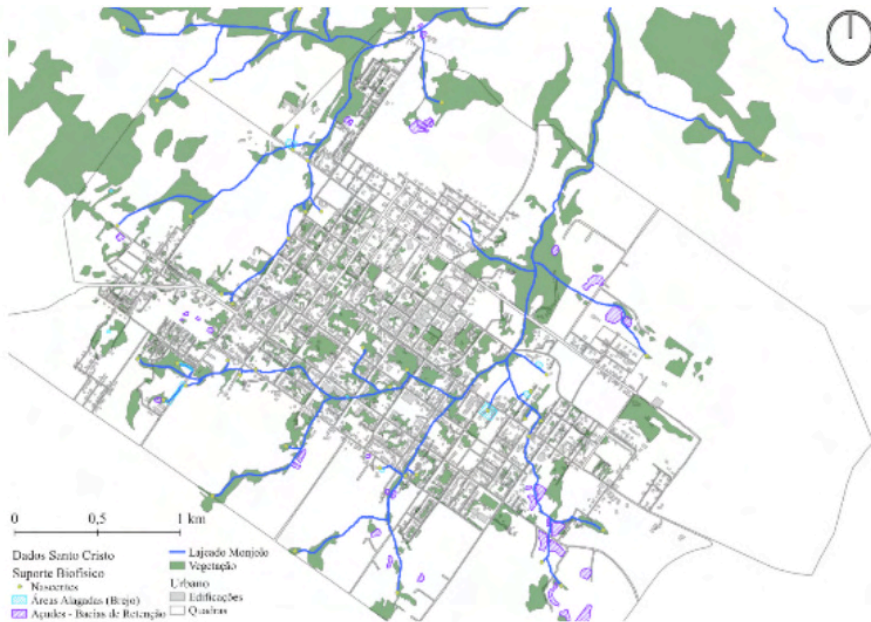 0 0,5 1 km
Dados Santo Cristo
Suporte Biofísico
Nascentes
Áreas Alagadas (Brejo)
Açudes - Bacias de Retenção
Lajeado Monjolo
Vegetação
Urbano
Edificações
Quadras